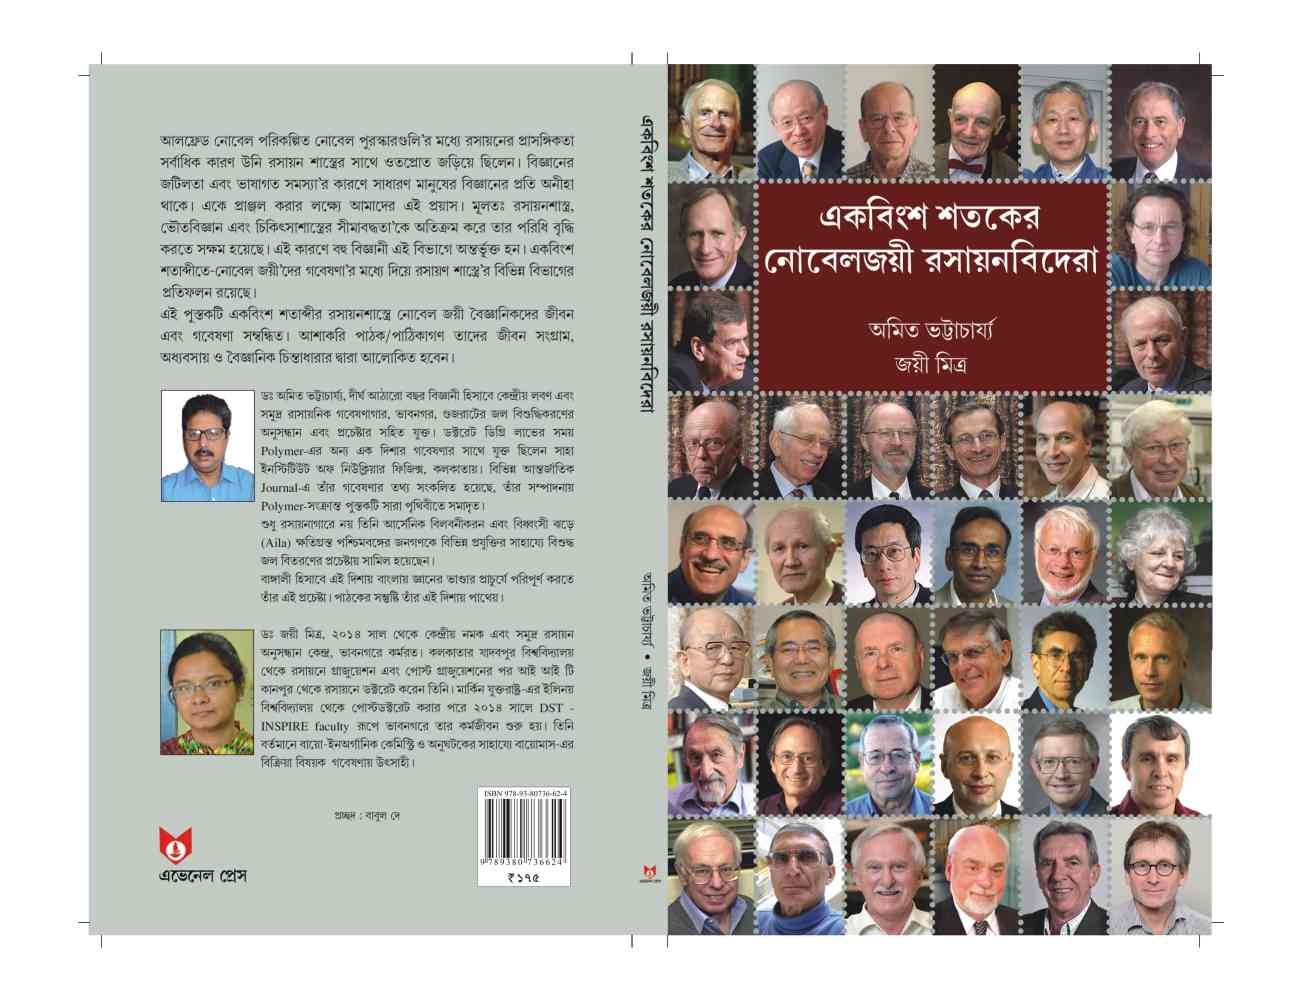 আলফ্রেড নোবেল পরিকল্পিত নোবেল পুরস্কারগুলি’র মধ্যে রসায়নের প্রাসঙ্গিকতা
সর্বাধিক কারণ উনি রসায়ন শাস্ত্রের সাথে ওতপ্রোত জড়িয়ে ছিলেন। বিজ্ঞানের
জটিলতা এবং ভাষাগত সমস্যা’র কারণে সাধারণ মানুষের বিজ্ঞানের প্রতি অনীহা
থাকে। একে প্রাঞ্জল করার লক্ষ্যে আমাদের এই প্রয়াস। মূলতঃ রসায়নশাস্ত্র,
ভৌতবিজ্ঞান এবং চিকিৎসাশাস্ত্রের সীমাবদ্ধতা’কে অতিক্রম করে তার পরিধি বৃদ্ধি
করতে সক্ষম হয়েছে। এই কারণে বহু বিজ্ঞানী এই বিভাগে অন্তর্ভূক্ত হন। একবিংশ
শতাব্দীতে-নোবেল জয়ী’দের গবেষণা’র মধ্যে দিয়ে রসায়ণ শাস্ত্রে’র বিভিন্ন বিভাগের
প্রতিফলন রয়েছে।
এই পুস্তকটি একবিংশ শতাব্দীর রসায়নশাস্ত্রে নোবেল জয়ী বৈজ্ঞানিকদের জীবন
এবং গবেষণা সম্বন্ধিত। আশাকরি পাঠক/পাঠিকাগণ তাদের জীবন সংগ্রাম,
অধ্যবসায় ও বৈজ্ঞানিক চিন্তাধারার দ্বারা আলোকিত হবেন।
ডঃ অমিত ভট্টাচার্য্য, দীর্ঘ আঠারো বছর বিজ্ঞানী হিসাবে কেন্দ্রীয় লবণ এবং
সমুদ্র রাসায়নিক গবেষণাগার, ভাবনগর, গুজরাটের জল বিশুদ্ধিকরণের
অনুসন্ধান এবং প্রচেষ্টার সহিত যুক্ত। ডক্টরেট ডিগ্রি লাভের সময়
Polymer-এর অন্য এক দিশার গবেষণার সাথে যুক্ত ছিলেন সাহা
ইনস্টিটিউট অফ নিউক্লিয়ার ফিজিক্স, কলকাতায়। বিভিন্ন আন্তর্জাতিক
Journal-এ তাঁর গবেষণার তথ্য সংকলিত হয়েছে, তাঁর সম্পাদনায়
Polymer-সংক্রান্ত পুস্তকটি সারা পৃথিবীতে সমাদৃত।
শুধু রসায়নাগারে নয় তিনি আর্সেনিক বিলবনীকরন এবং বিধ্বংসী ঝড়ে
(Aila) ক্ষতিগ্রস্ত পশ্চিমবঙ্গের জনগণকে বিভিন্ন প্রযুক্তির সাহায্যে বিশুদ্ধ
জল বিতরণের প্রচেষ্টায় সামিল হয়েছেন।
বাঙ্গালী হিসাবে এই দিশায় বাংলায় জ্ঞানের ভাণ্ডার প্রাচুর্যে পরিপূর্ণ করতে
তাঁর এই প্রচেষ্টা। পাঠকের সন্তুষ্টি তাঁর এই দিশায় পাথেয়।
ডঃ জয়ী মিত্র, ২০১৪ সাল থেকে কেন্দ্রীয় নমক এবং সমুদ্র রসায়ন
অনুসন্ধান কেন্দ্র, ভাবনগরে কর্মরত। কলকাতার যাদবপুর বিশ্ববিদ্যালয়
থেকে রসায়নে গ্রাজুয়েশন এবং পোস্ট গ্রাজুয়েশনের পর আই আই টি
কানপুর থেকে রসায়নে ডক্টরেট করেন তিনি। মার্কিন যুক্তরাষ্ট্র-এর ইলিনয়
বিশ্ববিদ্যালয় থেকে পোস্টডক্টরেট করার পরে ২০১৪ সালে DST -
INSPIRE faculty রূপে ভাবনগরে তার কর্মজীবন শুরু হয়। তিনি
বর্তমানে বায়ো-ইনঅর্গানিক কেমিস্ট্রি ও অনুঘটকের সাহায্যে বায়োমাস-এর
বিক্রিয়া বিষয়ক গবেষণায় উৎসাহী।
প্রচ্ছদ : বাবুল দে
এভেনেল প্রেস
ISBN 978-93-80736-62-4
9789380736624
₹ ১৭৫
একবিংশ শতকের নোবেলজয়ী রসায়নবিদেরা
অমিত ভট্টাচার্য্য • জয়ী মিত্র
এভেনেল প্রেস
একবিংশ শতকের
নোবেলজয়ী রসায়নবিদেরা
অমিত ভট্টাচার্য্য
জয়ী মিত্র